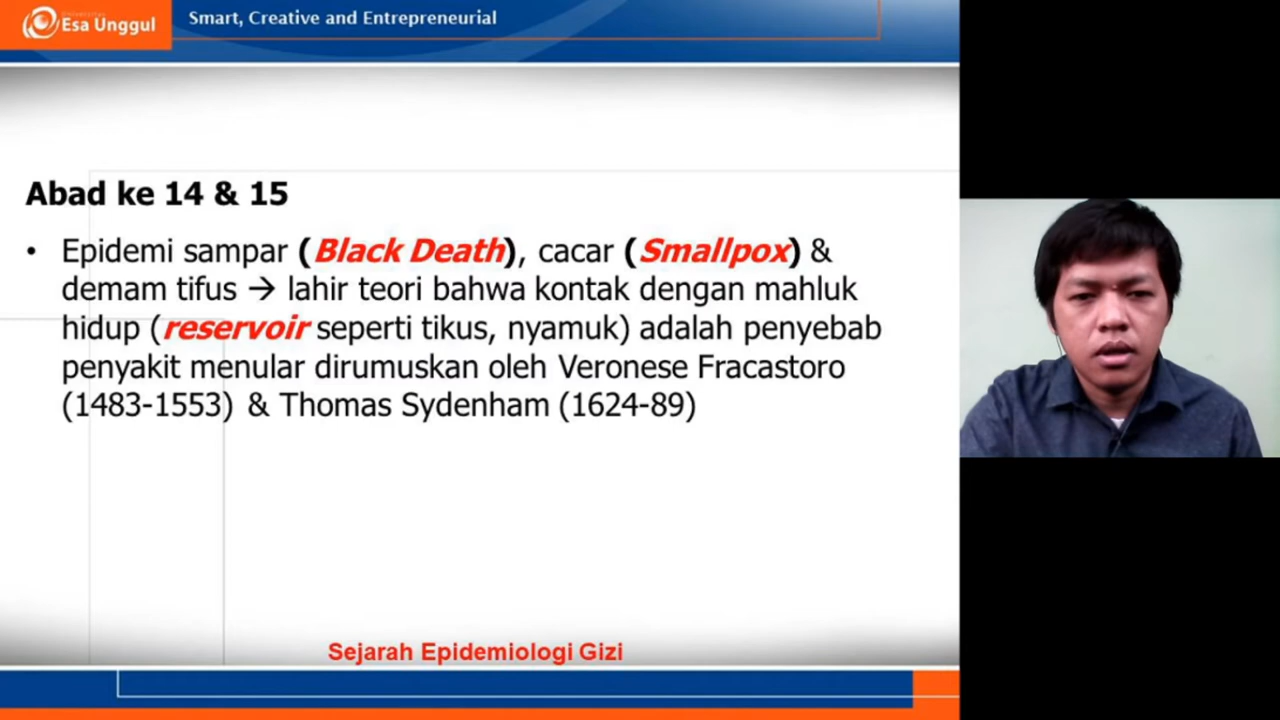 Universitas
Esa Unggul
Smart, Creative and Entrepreneurial
Abad ke 14 & 15
• Epidemi sampar (Black Death), cacar (Smallpox) &
demam tifus → lahir teori bahwa kontak dengan mahluk
hidup (reservoir seperti tikus, nyamuk) adalah penyebab
penyakit menular dirumuskan oleh Veronese Fracastoro
(1483-1553) & Thomas Sydenham (1624-89)
Sejarah Epidemiologi Gizi